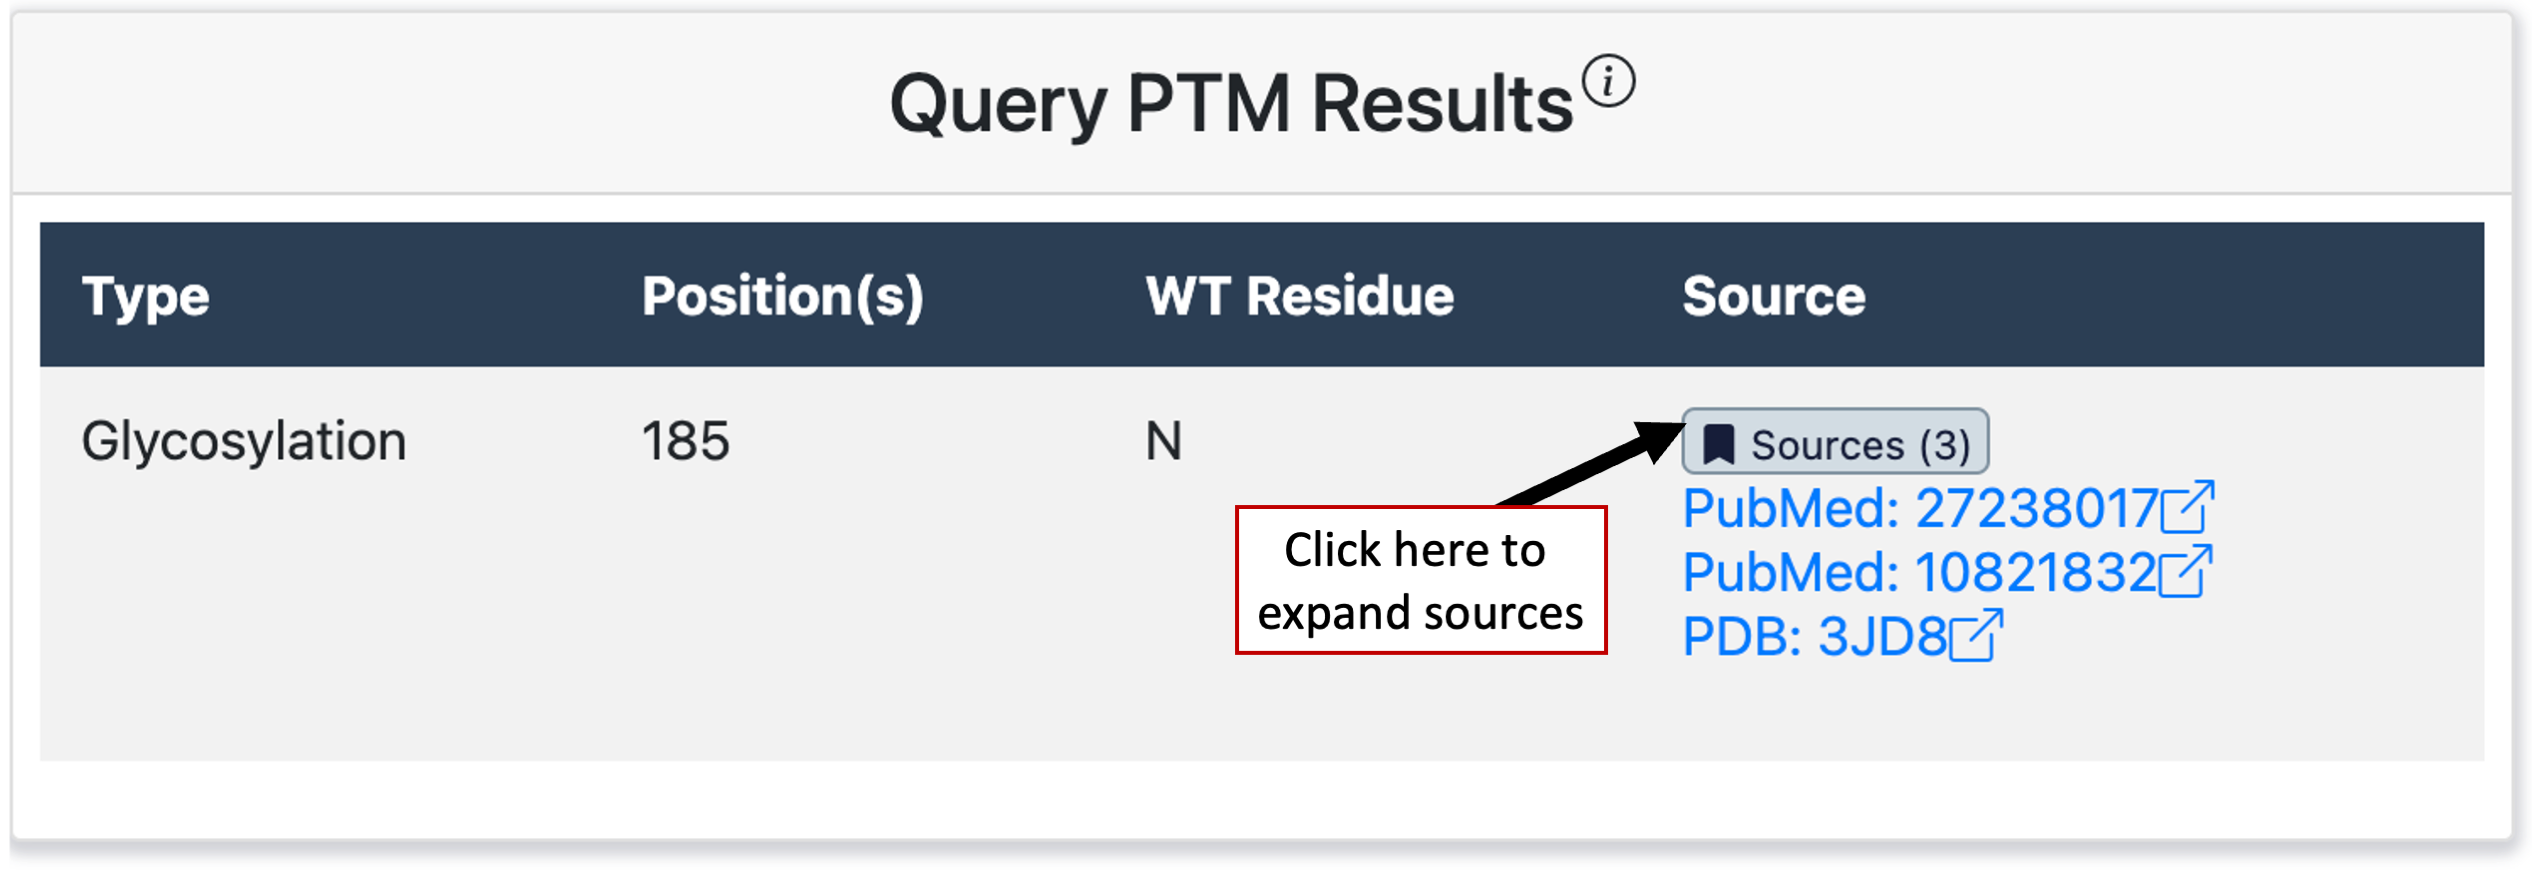 Query PTM Results i
Type Position(s) WT Residue Source
Glycosylation 185 N Sources (3)
PubMed: 27238017
PubMed: 10821832
PDB: 3JD8
Click here to
expand sources